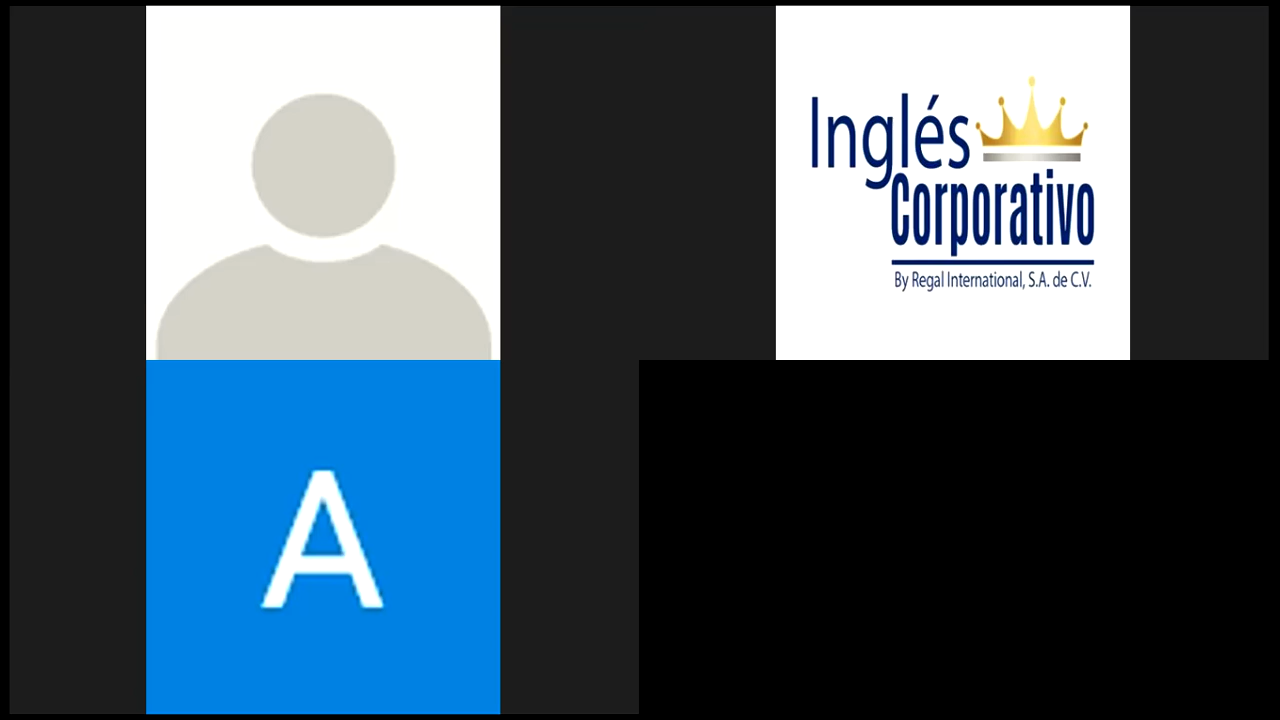 Inglés
Corporativo
By Regal International, S.A. de C.V.
A